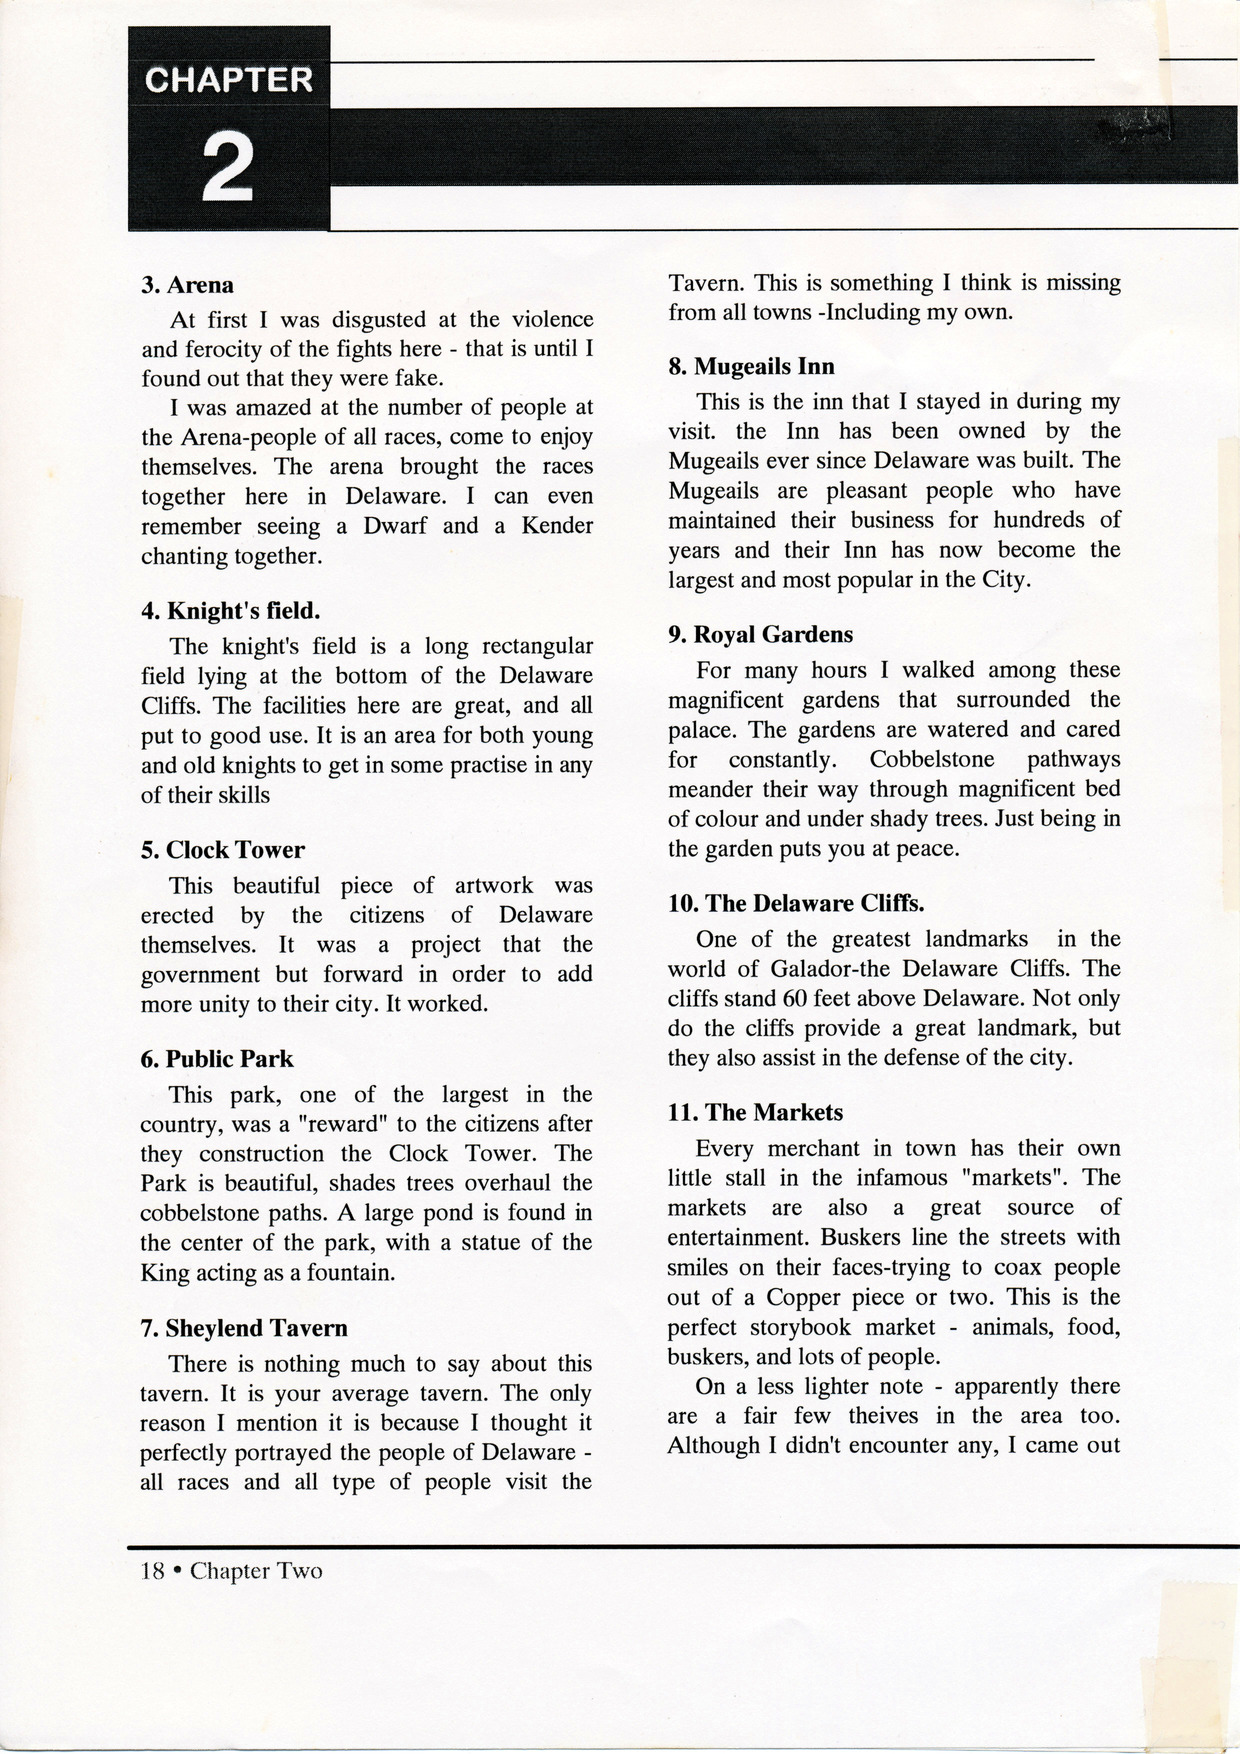 CHAPTER
2
3. Arena
At first I was disgusted at the violence
and ferocity of the fights here - that is until I
found out that they were fake.
I was amazed at the number of people at
the Arena-people of all races, come to enjoy
themselves. The arena brought the races
together here in Delaware. I can even
remember seeing a Dwarf and a Kender
chanting together.
4. Knight's field.
The knight's field is a long rectangular
field lying at the bottom of the Delaware
Cliffs. The facilities here are great, and all
put to good use. It is an area for both young
and old knights to get in some practise in any
of their skills
5. Clock Tower
This beautiful piece of artwork was
erected by the citizens of Delaware
themselves. It was a project that the
government but forward in order to add
more unity to their city. It worked.
6. Public Park
This park, one of the largest in the
country, was a "reward" to the citizens after
they construction the Clock Tower. The
Park is beautiful, shades trees overhaul the
cobbelstone paths. A large pond is found in
the center of the park, with a statue of the
King acting as a fountain.
7. Sheylend Tavern
There is nothing much to say about this
tavern. It is your average tavern. The only
reason I mention it is because I thought it
perfectly portrayed the people of Delaware -
all races and all type of people visit the
Tavern. This is something I think is missing
from all towns -Including my own.
8. Mugeails Inn
This is the inn that I stayed in during my
visit. the Inn has been owned by the
Mugeails ever since Delaware was built. The
Mugeails are pleasant people who have
maintained their business for hundreds of
years and their Inn has now become the
largest and most popular in the City.
9. Royal Gardens
For many hours I walked among these
magnificent gardens that surrounded the
palace. The gardens are watered and cared
for constantly. Cobbelstone pathways
meander their way through magnificent bed
of colour and under shady trees. Just being in
the garden puts you at peace.
10. The Delaware Cliffs.
One of the greatest landmarks in the
world of Galador-the Delaware Cliffs. The
cliffs stand 60 feet above Delaware. Not only
do the cliffs provide a great landmark, but
they also assist in the defense of the city.
11. The Markets
Every merchant in town has their own
little stall in the infamous "markets". The
markets are also a great source of
entertainment. Buskers line the streets with
smiles on their faces-trying to coax people
out of a Copper piece or two. This is the
perfect storybook market - animals, food,
buskers, and lots of people.
On a less lighter note - apparently there
are a fair few theives in the area too.
Although I didn't encounter any, I came out
18 • Chapter Two